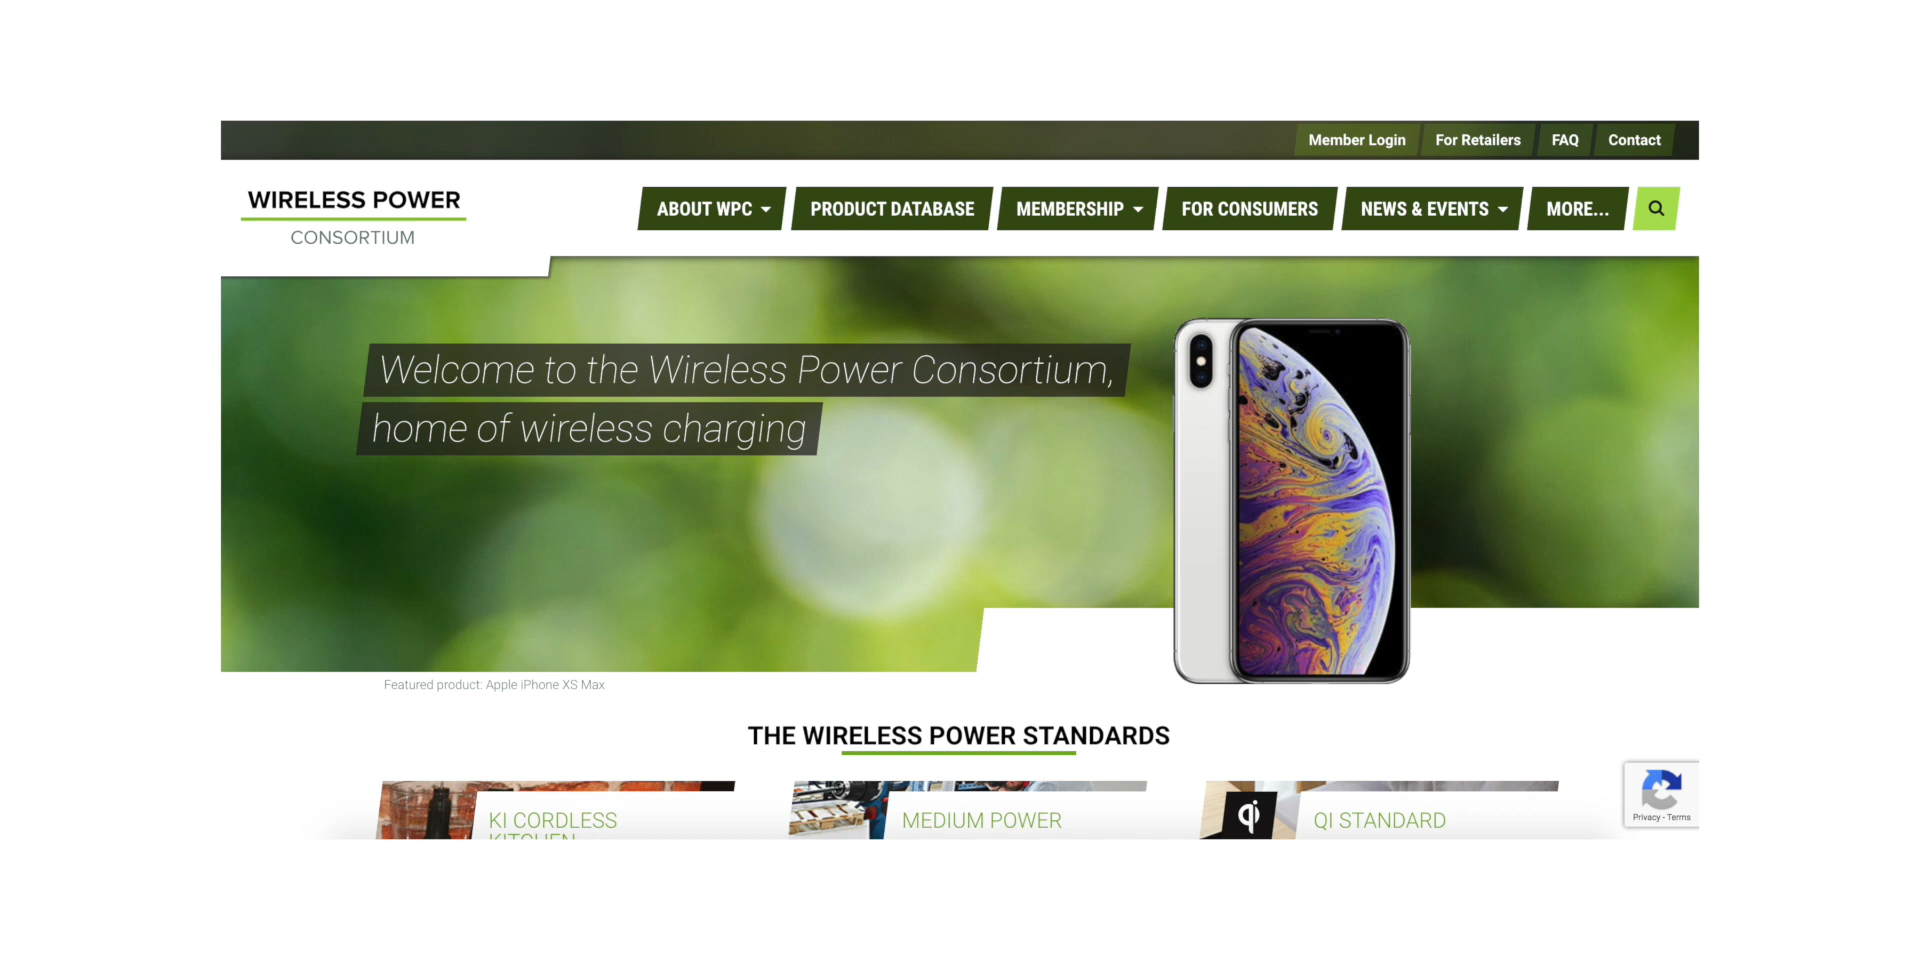 Member Login For Retailers FAQ Contact
WIRELESS POWER
CONSORTIUM
ABOUT WPC PRODUCT DATABASE MEMBERSHIP FOR CONSUMERS NEWS & EVENTS MORE...
Welcome to the Wireless Power Consortium,
home of wireless charging
Featured product: Apple iPhone XS Max
THE WIRELESS POWER STANDARDS
KI CORDLESS
KITCHEN
MEDIUM POWER
qi
QI STANDARD
Privacy - Terms